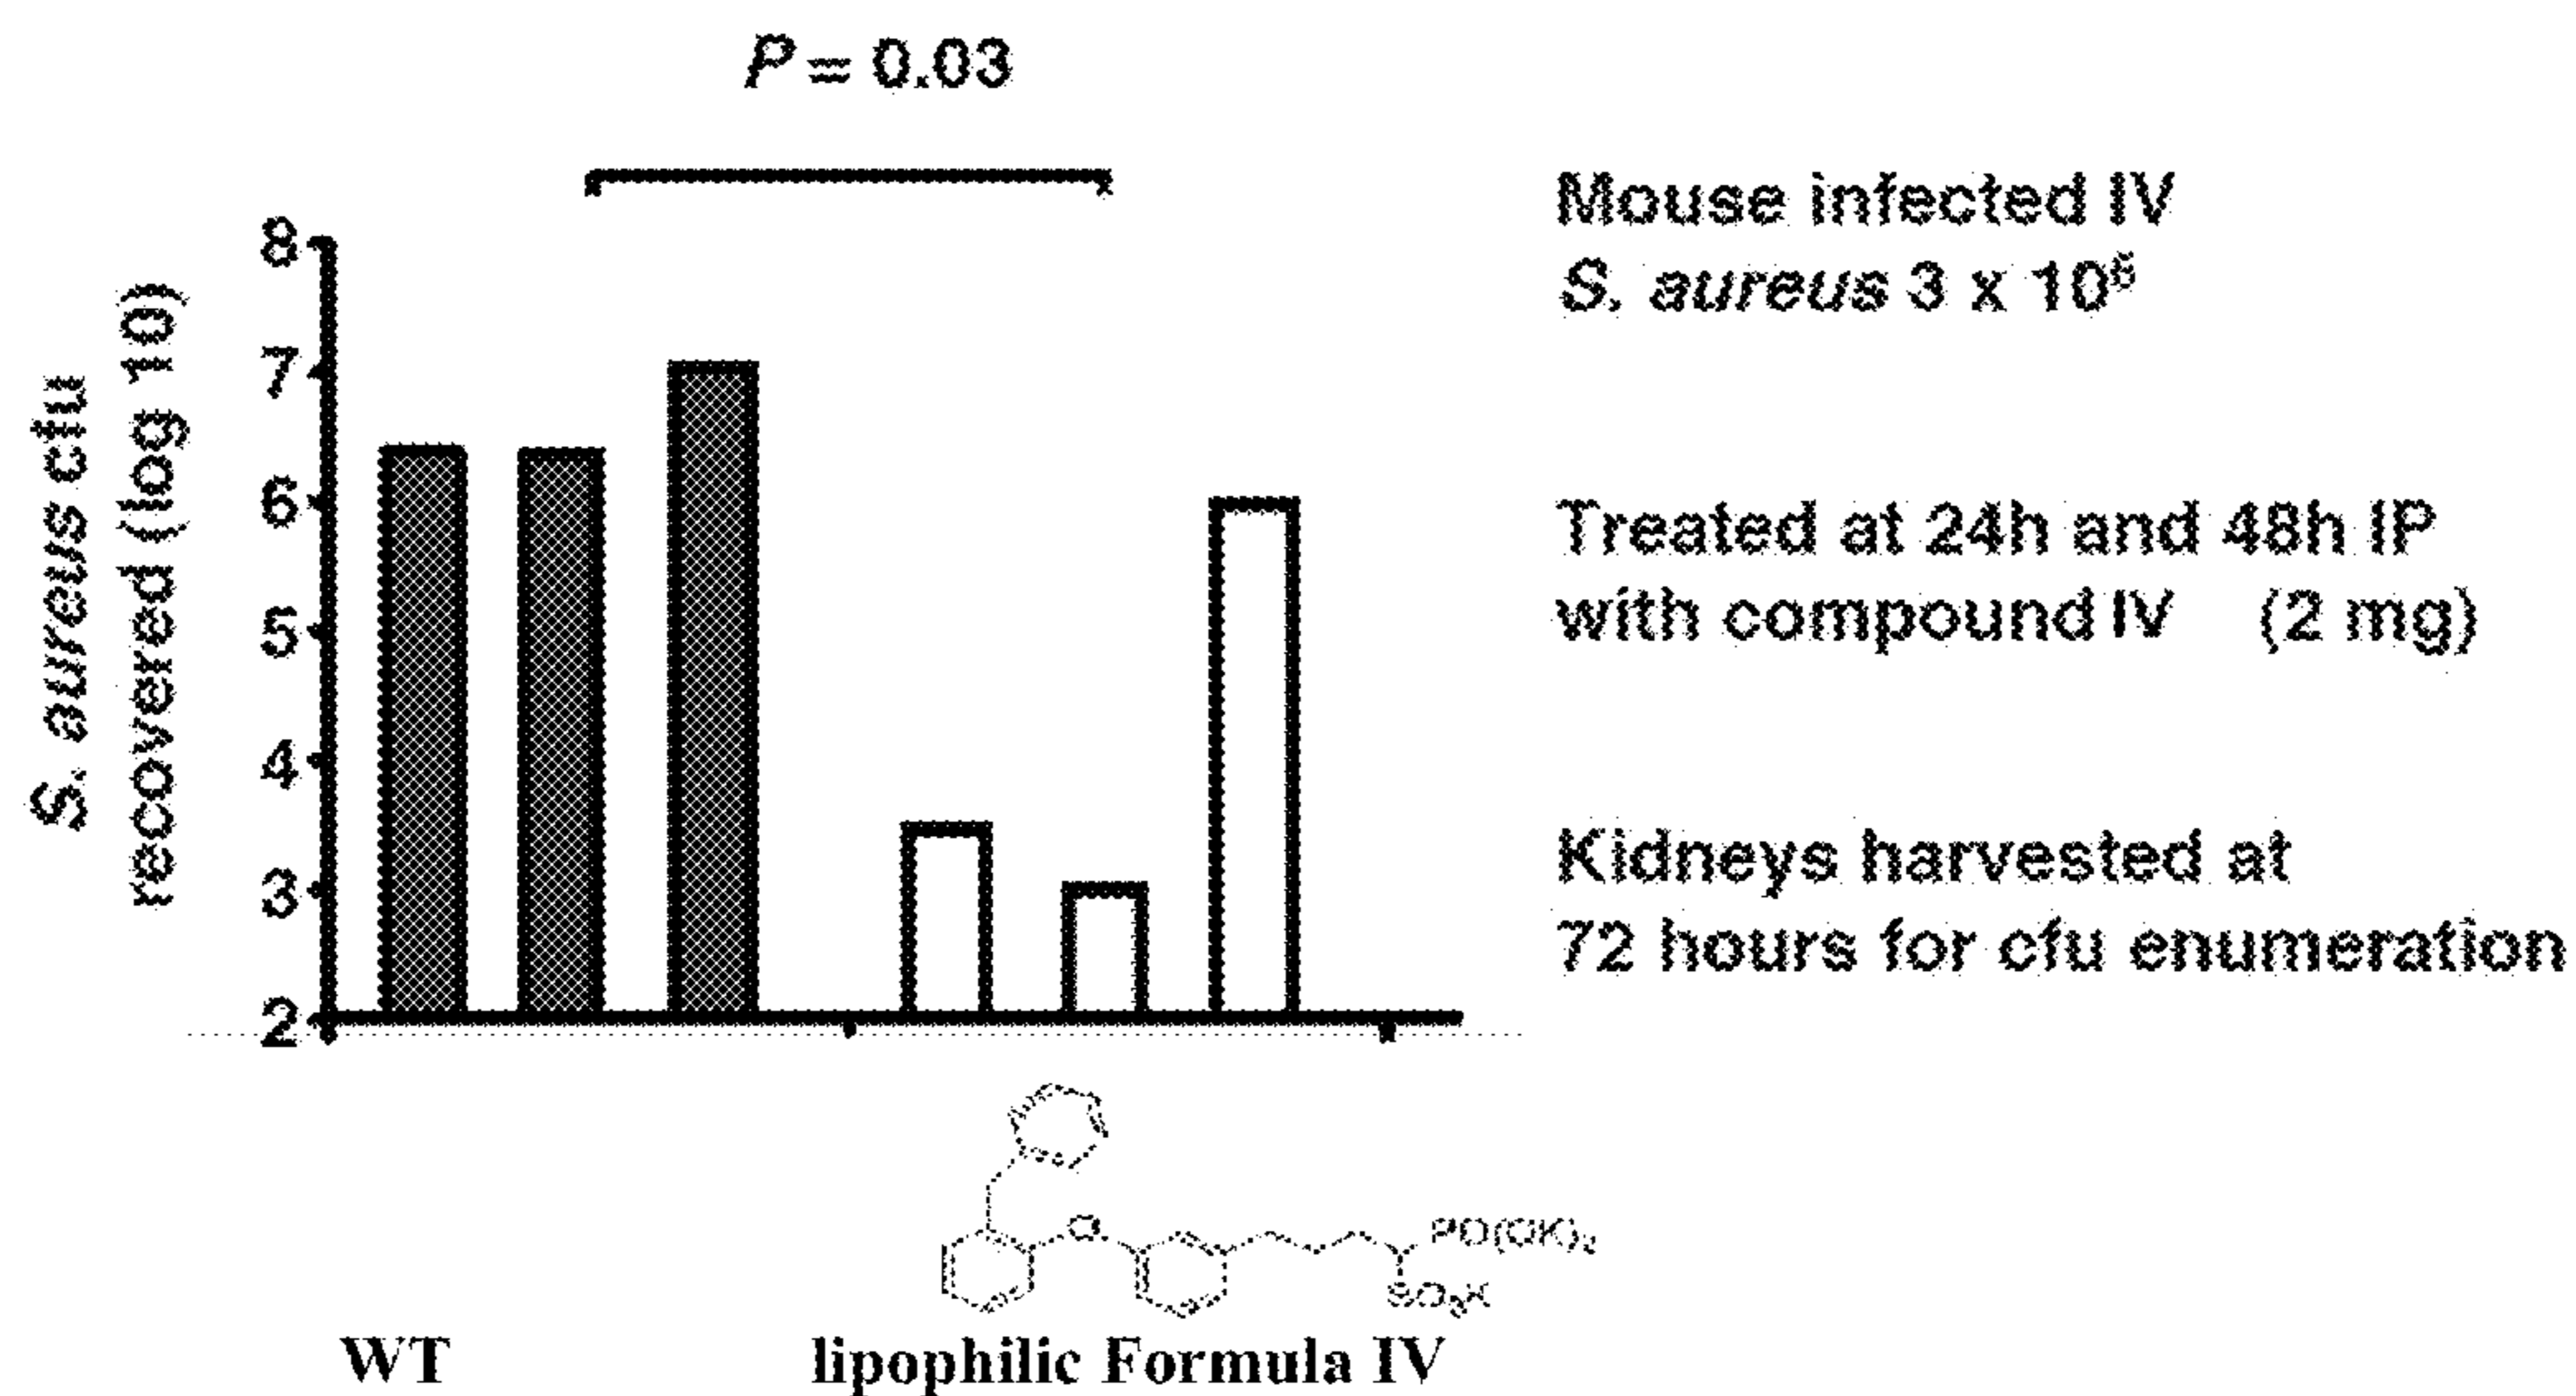 P = 0.03
8
7
6
5
4
3
2
S. aureus cfu
recovered (log 10)
Mouse infected IV
S. aureus 3 x 10⁶
Treated at 24h and 48h IP
with compound IV (2 mg)
Kidneys harvested at
72 hours for cfu enumeration
O
PO(OK)₂
SO₃K
WT
lipophilic Formula IV